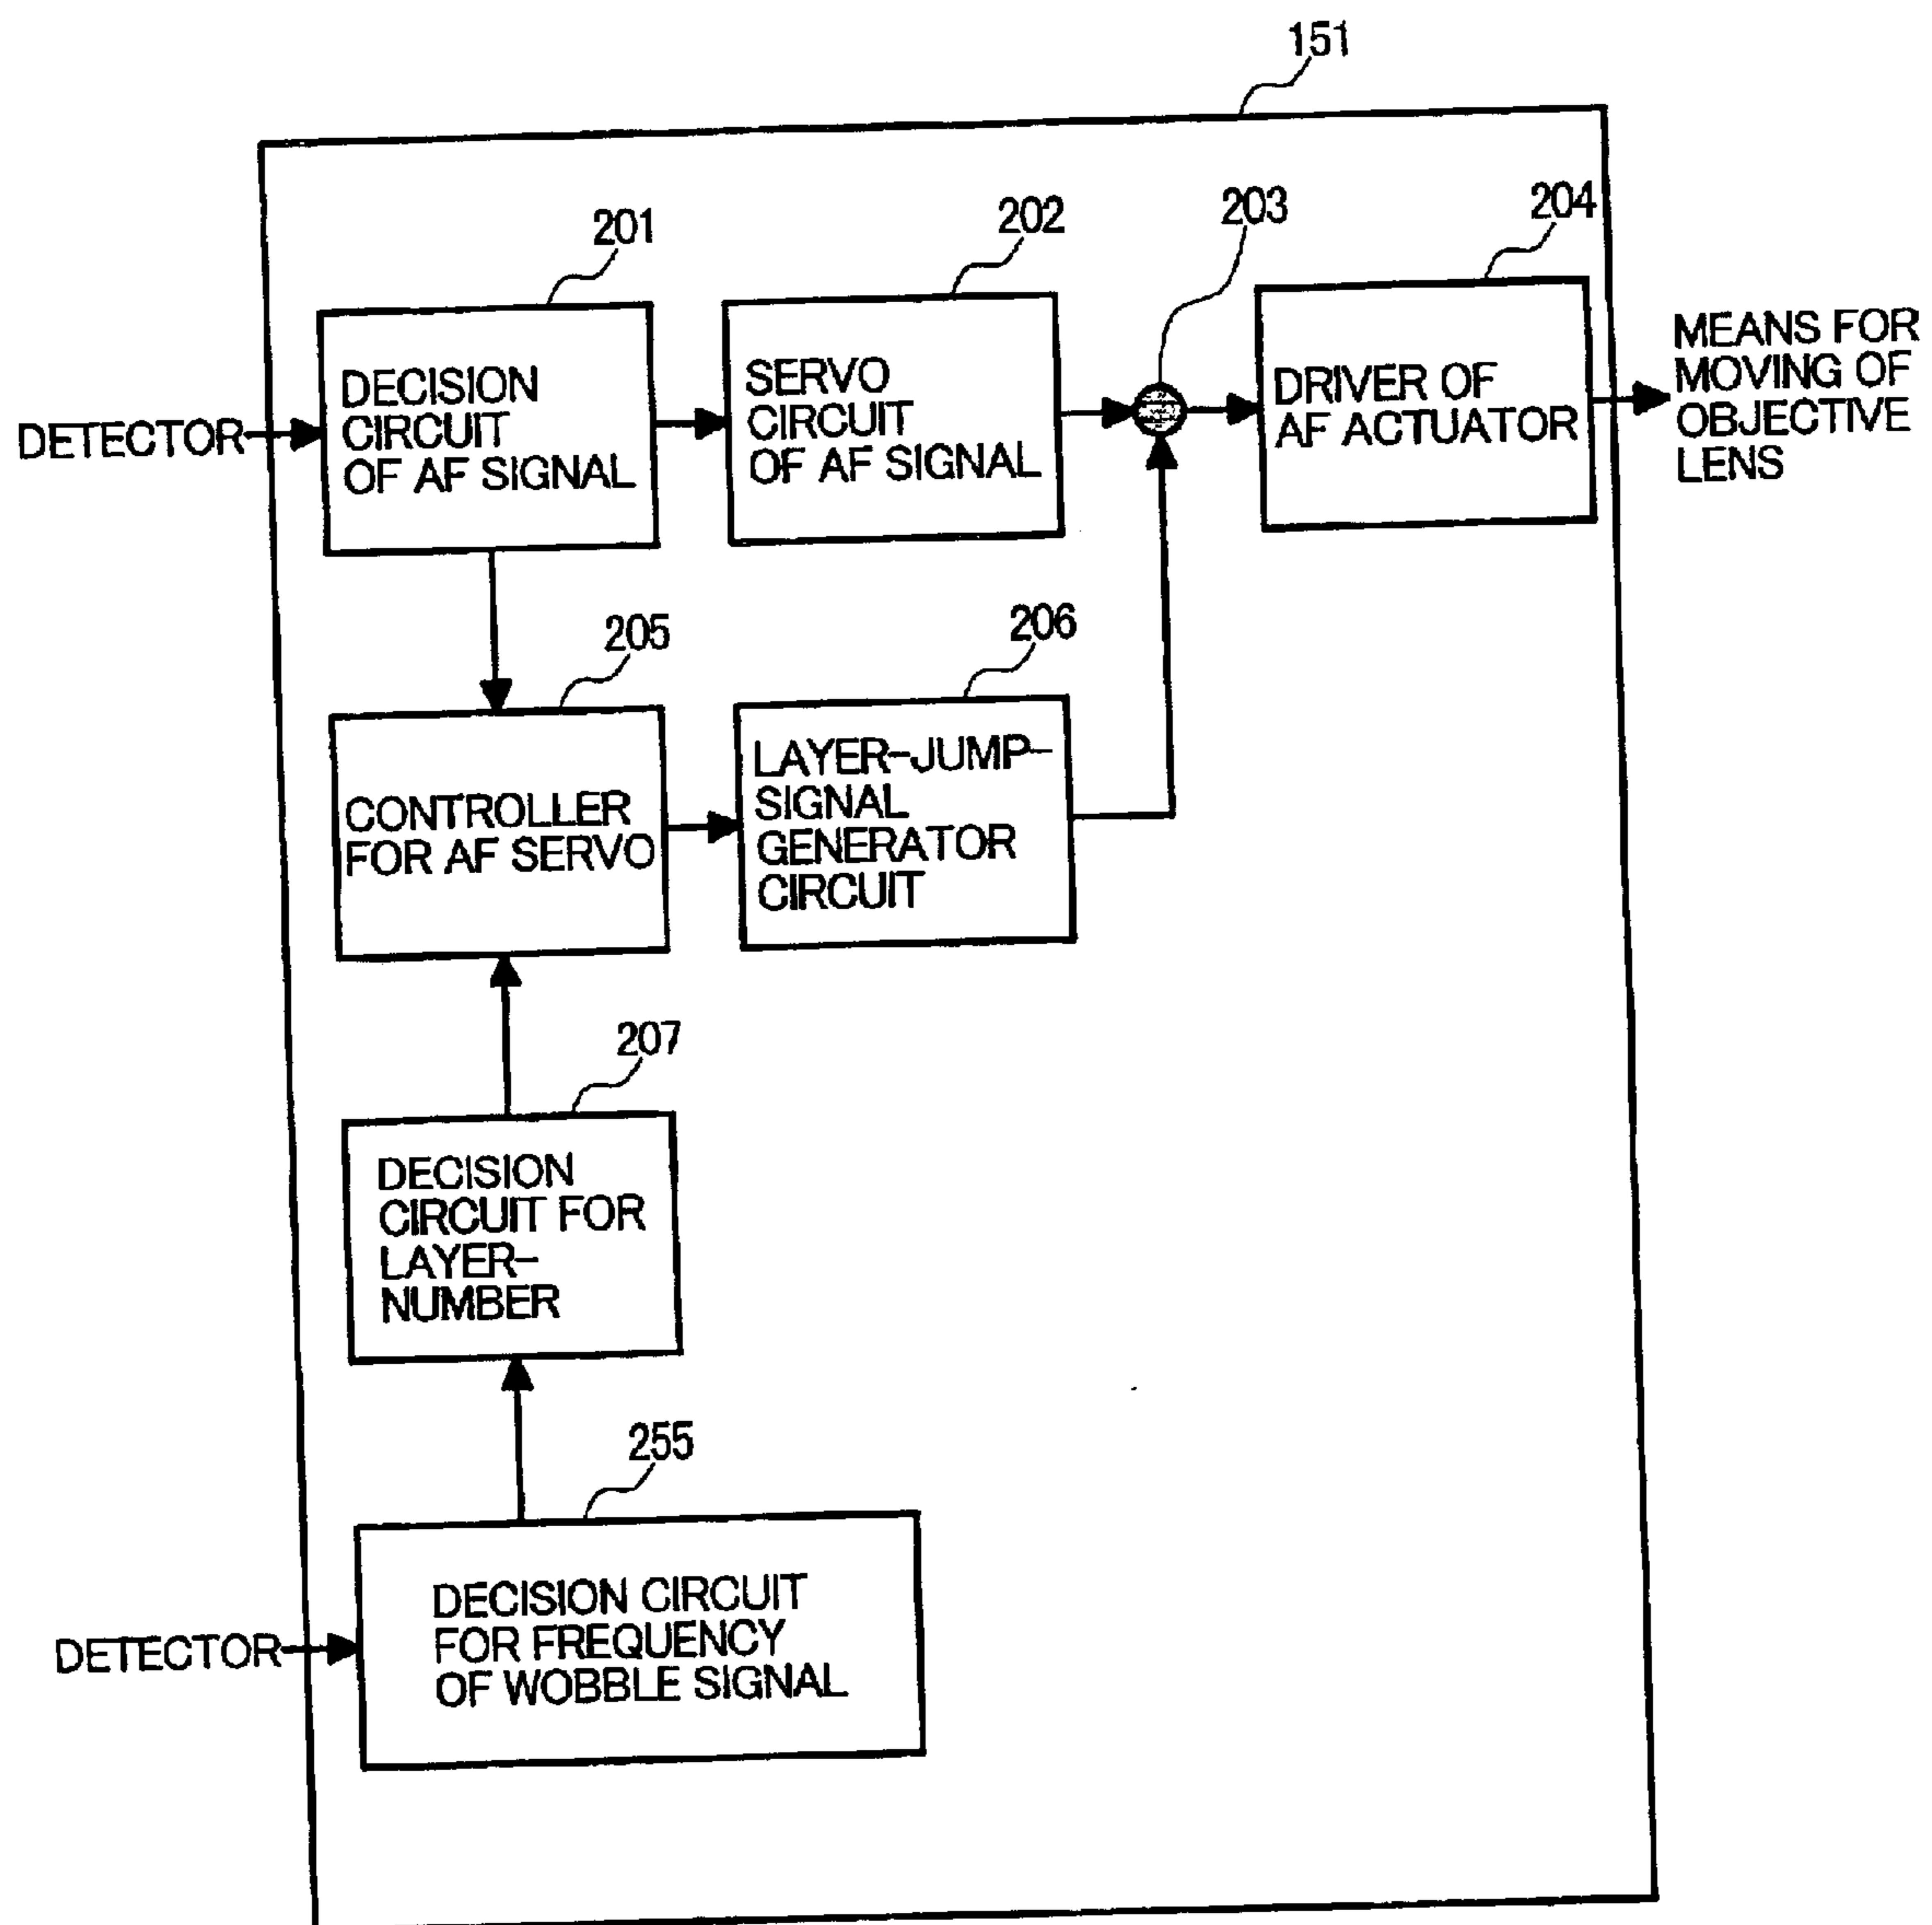 151
201
202
203
204
DETECTOR
DECISION
CIRCUIT
OF AF SIGNAL
SERVO
CIRCUIT
OF AF SIGNAL
DRIVER OF
AF ACTUATOR
MEANS FOR
MOVING OF
OBJECTIVE
LENS
205
206
CONTROLLER
FOR AF SERVO
LAYER-JUMP-
SIGNAL
GENERATOR
CIRCUIT
207
DECISION
CIRCUIT FOR
LAYER-
NUMBER
255
DETECTOR
DECISION CIRCUIT
FOR FREQUENCY
OF WOBBLE SIGNAL